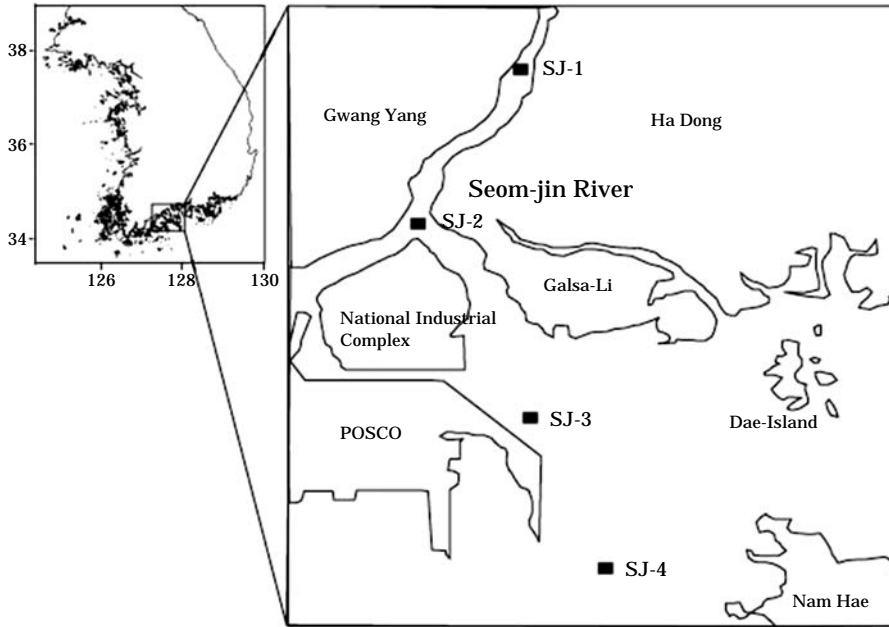 38
36
34
126
128
130
SJ-1
Gwang Yang
Ha Dong
Seom-jin River
SJ-2
Galsa-Li
National Industrial
Complex
SJ-3
Dae-Island
POSCO
SJ-4
Nam Hae